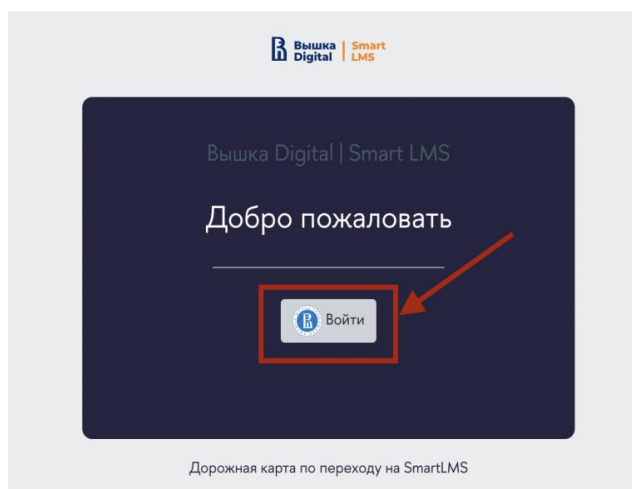 Вышка Digital | Smart LMS
Вышка Digital | Smart LMS
Добро пожаловать
Войти
Дорожная карта по переходу на SmartLMS